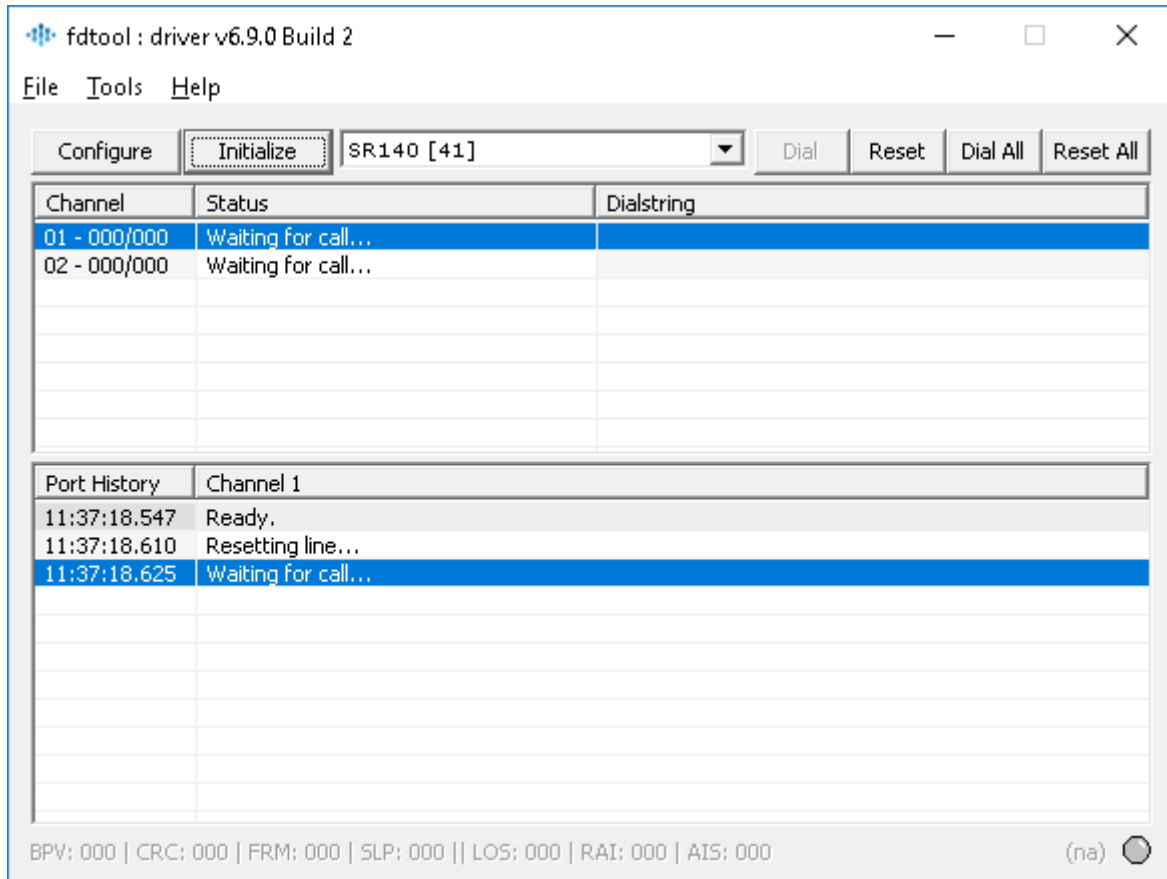 fdtool : driver v6.9.0 Build 2
File Tools Help
Configure Initialize SR140 [41] Dial Reset Dial All Reset All
Channel Status Dialstring
01 - 000/000 Waiting for call...
02 - 000/000 Waiting for call...
Port History Channel 1
11:37:18.547 Ready.
11:37:18.610 Resetting line...
11:37:18.625 Waiting for call...
BPV: 000 | CRC: 000 | FRM: 000 | SLP: 000 || LOS: 000 | RAI: 000 | AIS: 000 (na)